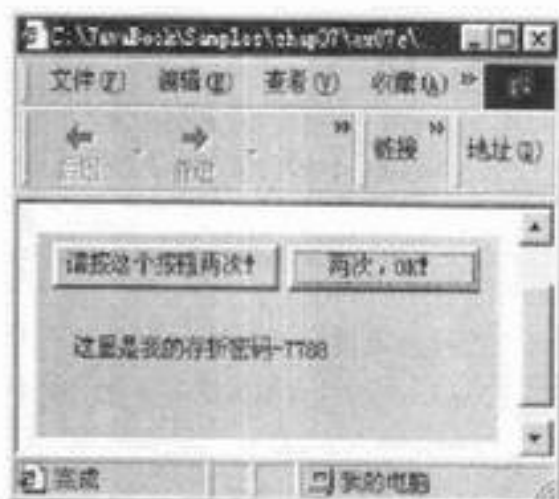 C:\JavaBook\Samples\chap07\ex07e\
文件(F) 编辑(E) 查看(V) 收藏(A) »
后退 前进 » 链接 » 地址(D)
请按这个按钮两次! 两次，OK!
这里是我的存折密码-7788
完成 我的电脑